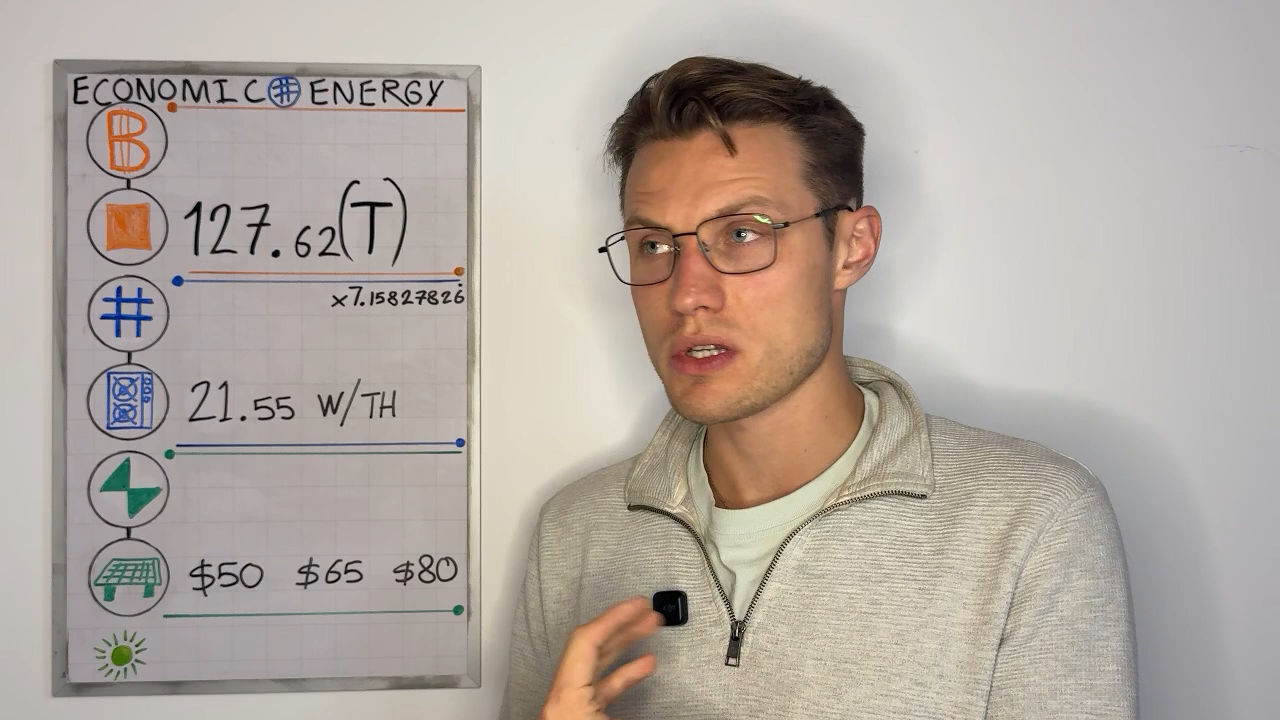 ECONOMIC # ENERGY
B
127.62(T)
x7.15827826
#
21.55 W/TH
$50 $65 $80